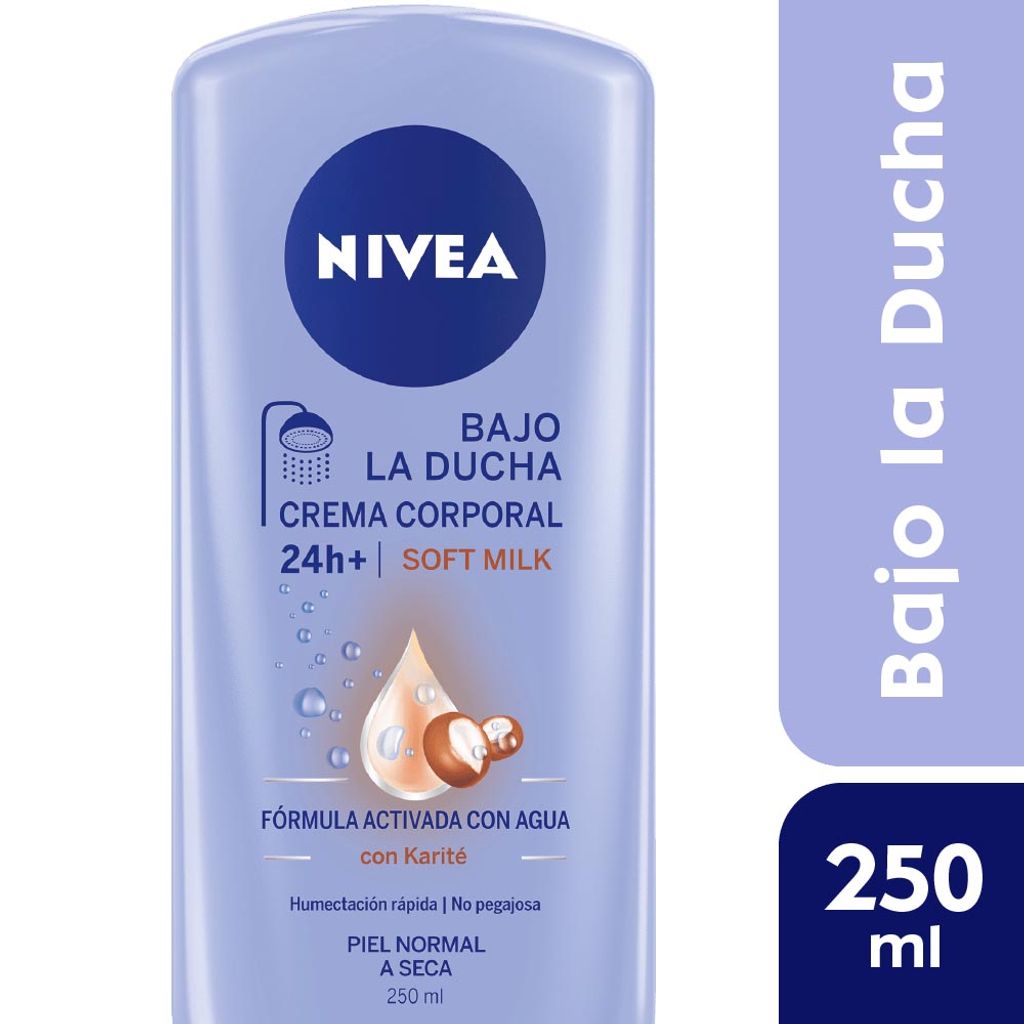 NIVEA
BAJO
LA DUCHA
CREMA CORPORAL
24h+ | SOFT MILK
FÓRMULA ACTIVADA CON AGUA
con Karité
Humectación rápida | No pegajosa
PIEL NORMAL
A SECA
250 ml
Bajo la Ducha
250
ml